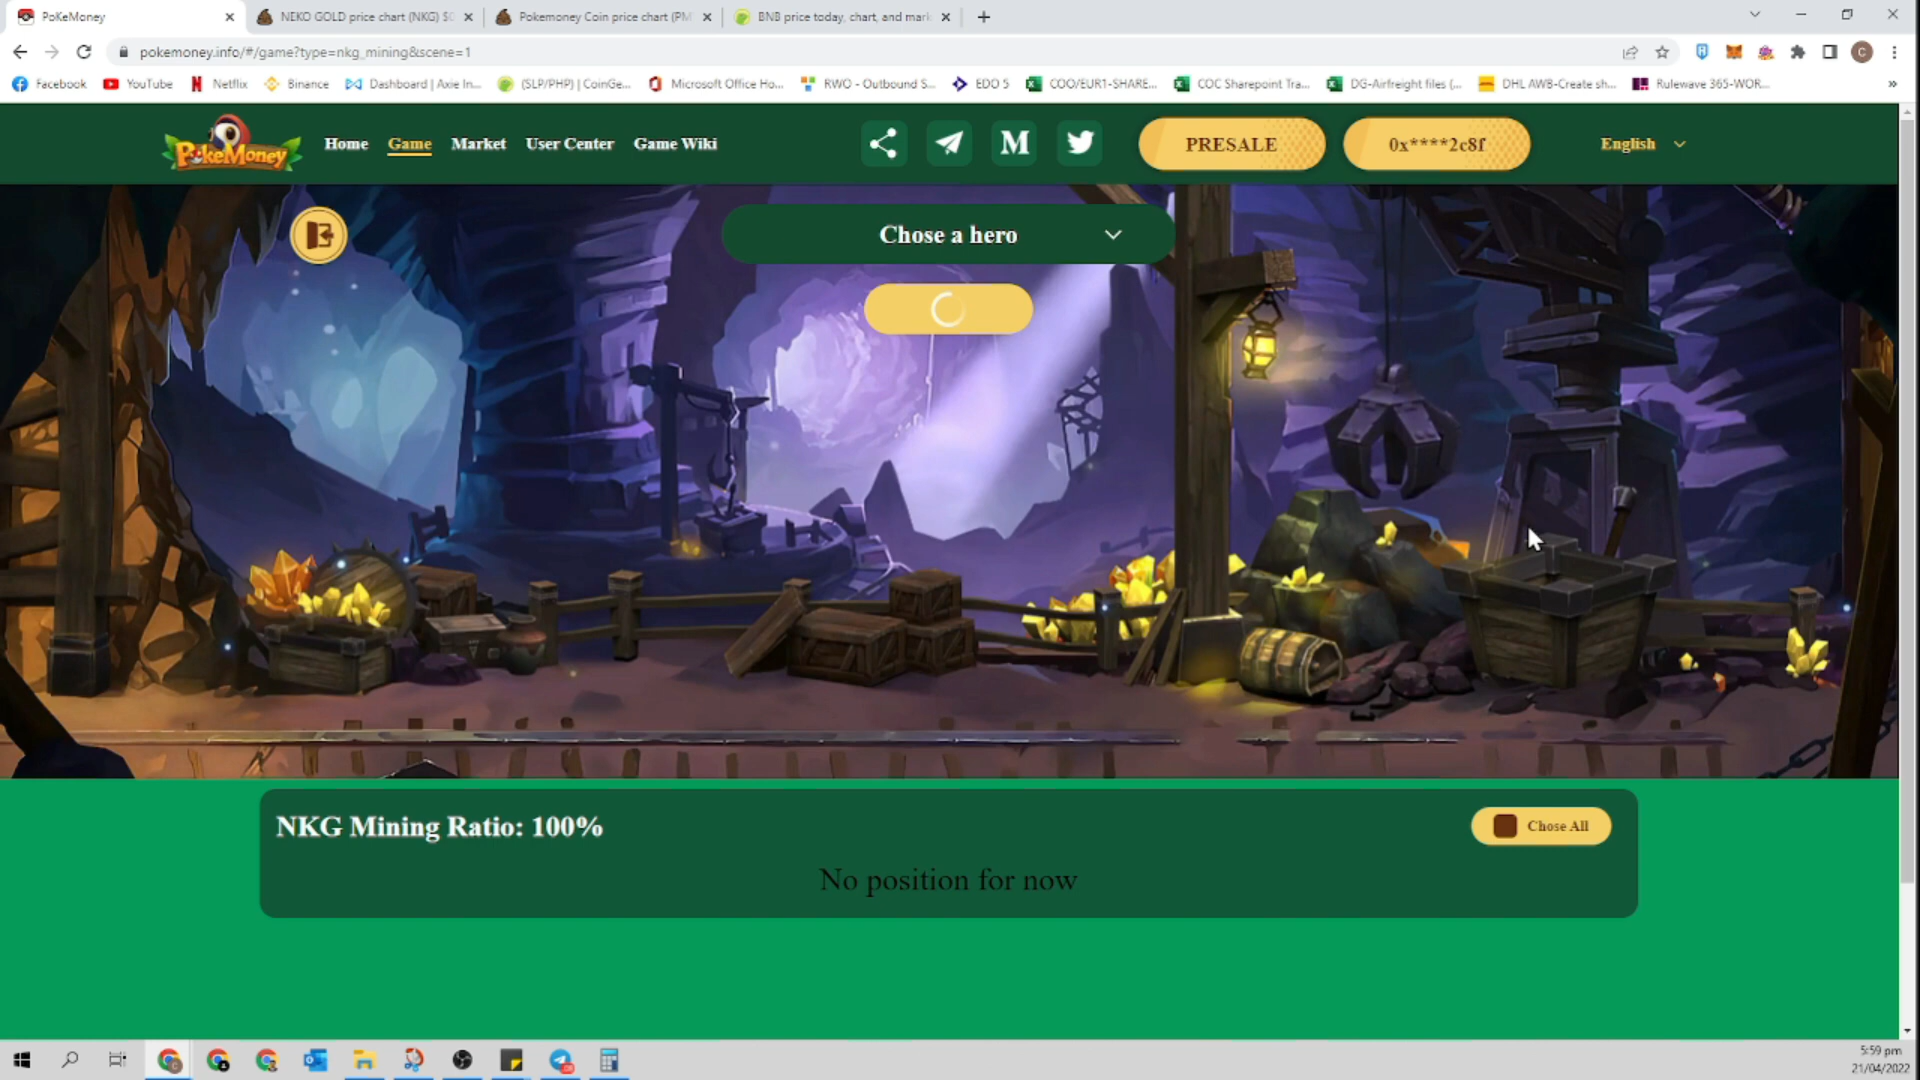 PoKeMoney
NEKO GOLD price chart (NKG) $0
Pokemoney Coin price chart (PM
BNB price today, chart, and mark
pokemoney.info/#/game?type=nkg_mining&scene=1
Facebook
YouTube
Netflix
Binance
Dashboard | Axie In...
(SLP/PHP) | CoinGe...
Microsoft Office Ho...
RWO - Outbound S...
EDO 5
COO/EUR1-SHARE...
COC Sharepoint Tra...
DG-Airfreight files (...
DHL AWB-Create sh...
Rulewave 365-WOR...
PokeMoney
Home
Game
Market
User Center
Game Wiki
PRESALE
0x****2c8f
English
Chose a hero
NKG Mining Ratio: 100%
Chose All
No position for now
5:59 pm
21/04/2022